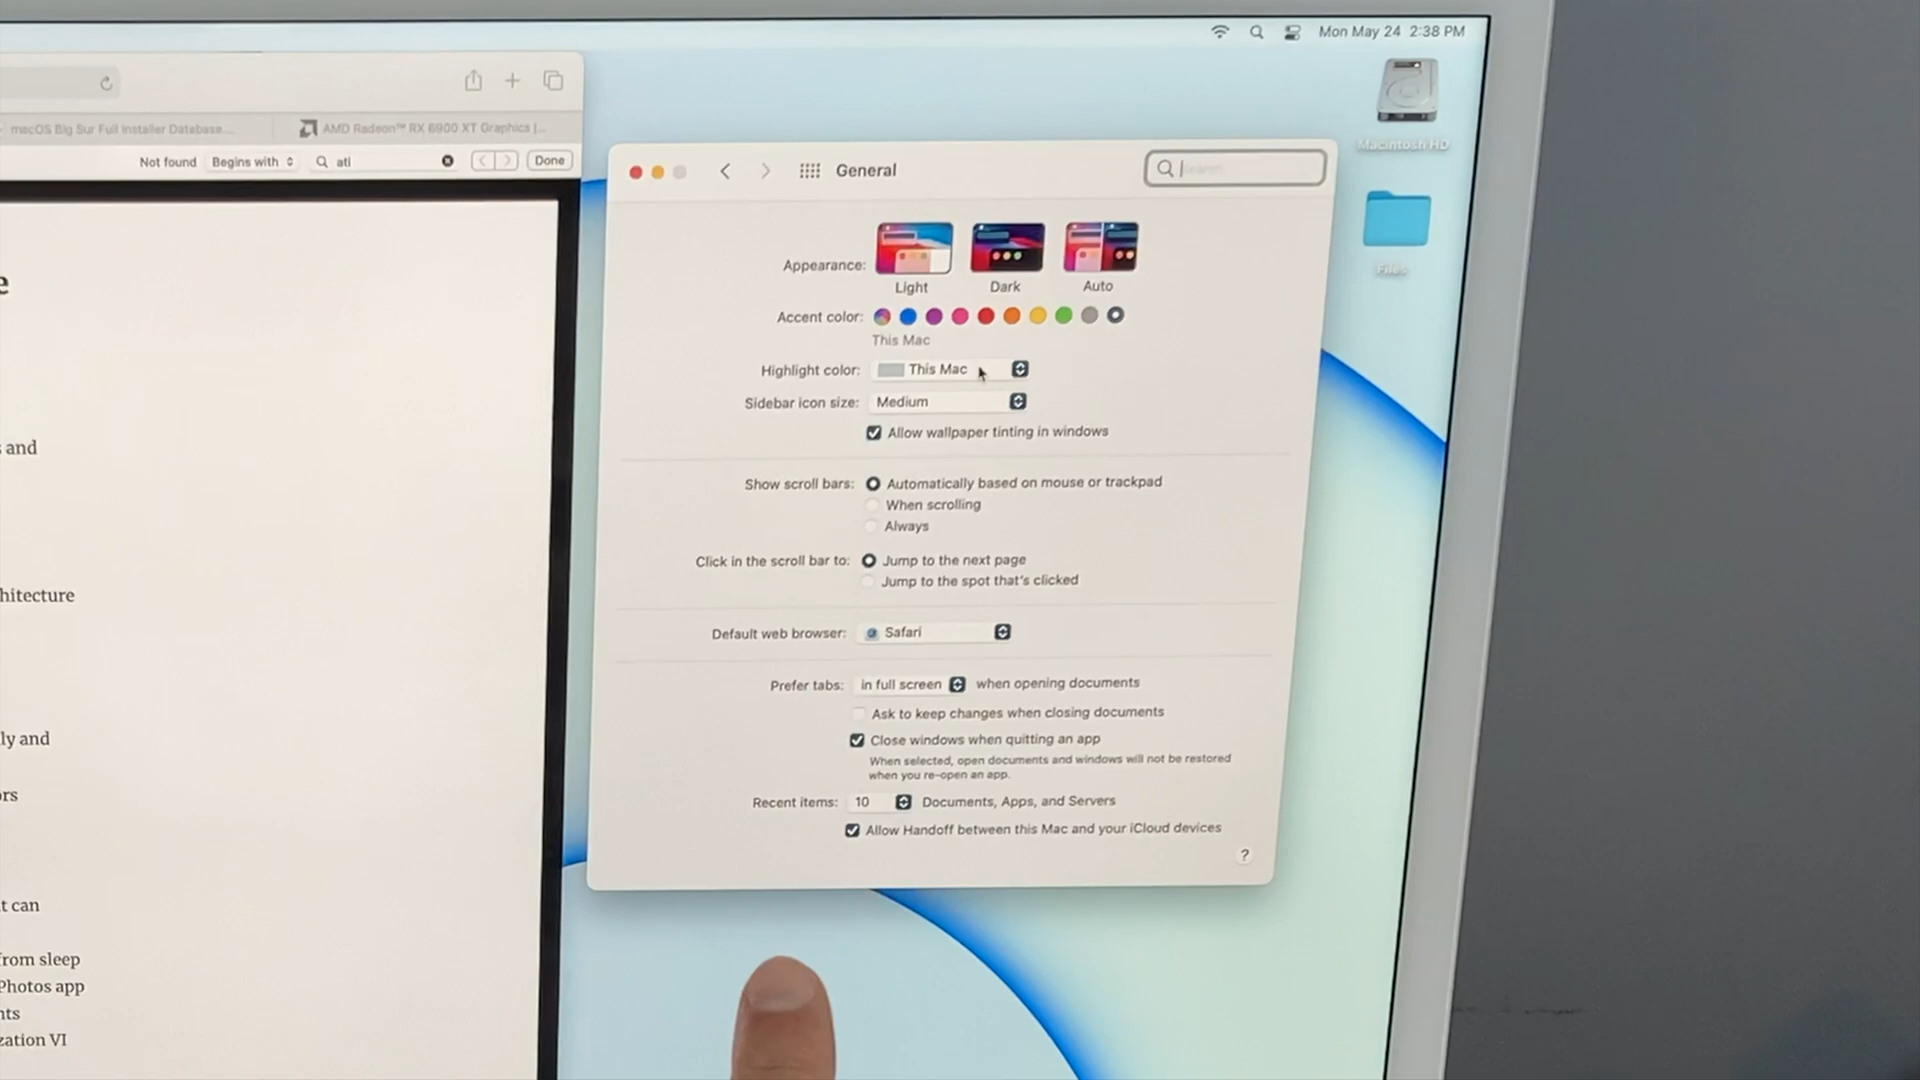 Mon May 24 2:38 PM
macOS Big Sur Full Installer Database....
AMD Radeon™ RX 6900 XT Graphics |...
Not found
Begins with
ati
Done
and
hitecture
ly and
t can
from sleep
Photos app
zation VI
General
Search
Appearance:
Light
Dark
Auto
Accent color:
This Mac
Highlight color:
This Mac
Sidebar icon size:
Medium
Allow wallpaper tinting in windows
Show scroll bars:
Automatically based on mouse or trackpad
When scrolling
Always
Click in the scroll bar to:
Jump to the next page
Jump to the spot that's clicked
Default web browser:
Safari
Prefer tabs:
in full screen
when opening documents
Ask to keep changes when closing documents
Close windows when quitting an app
When selected, open documents and windows will not be restored
when you re-open an app.
Recent items:
10
Documents, Apps, and Servers
Allow Handoff between this Mac and your iCloud devices
?
Macintosh HD
Files